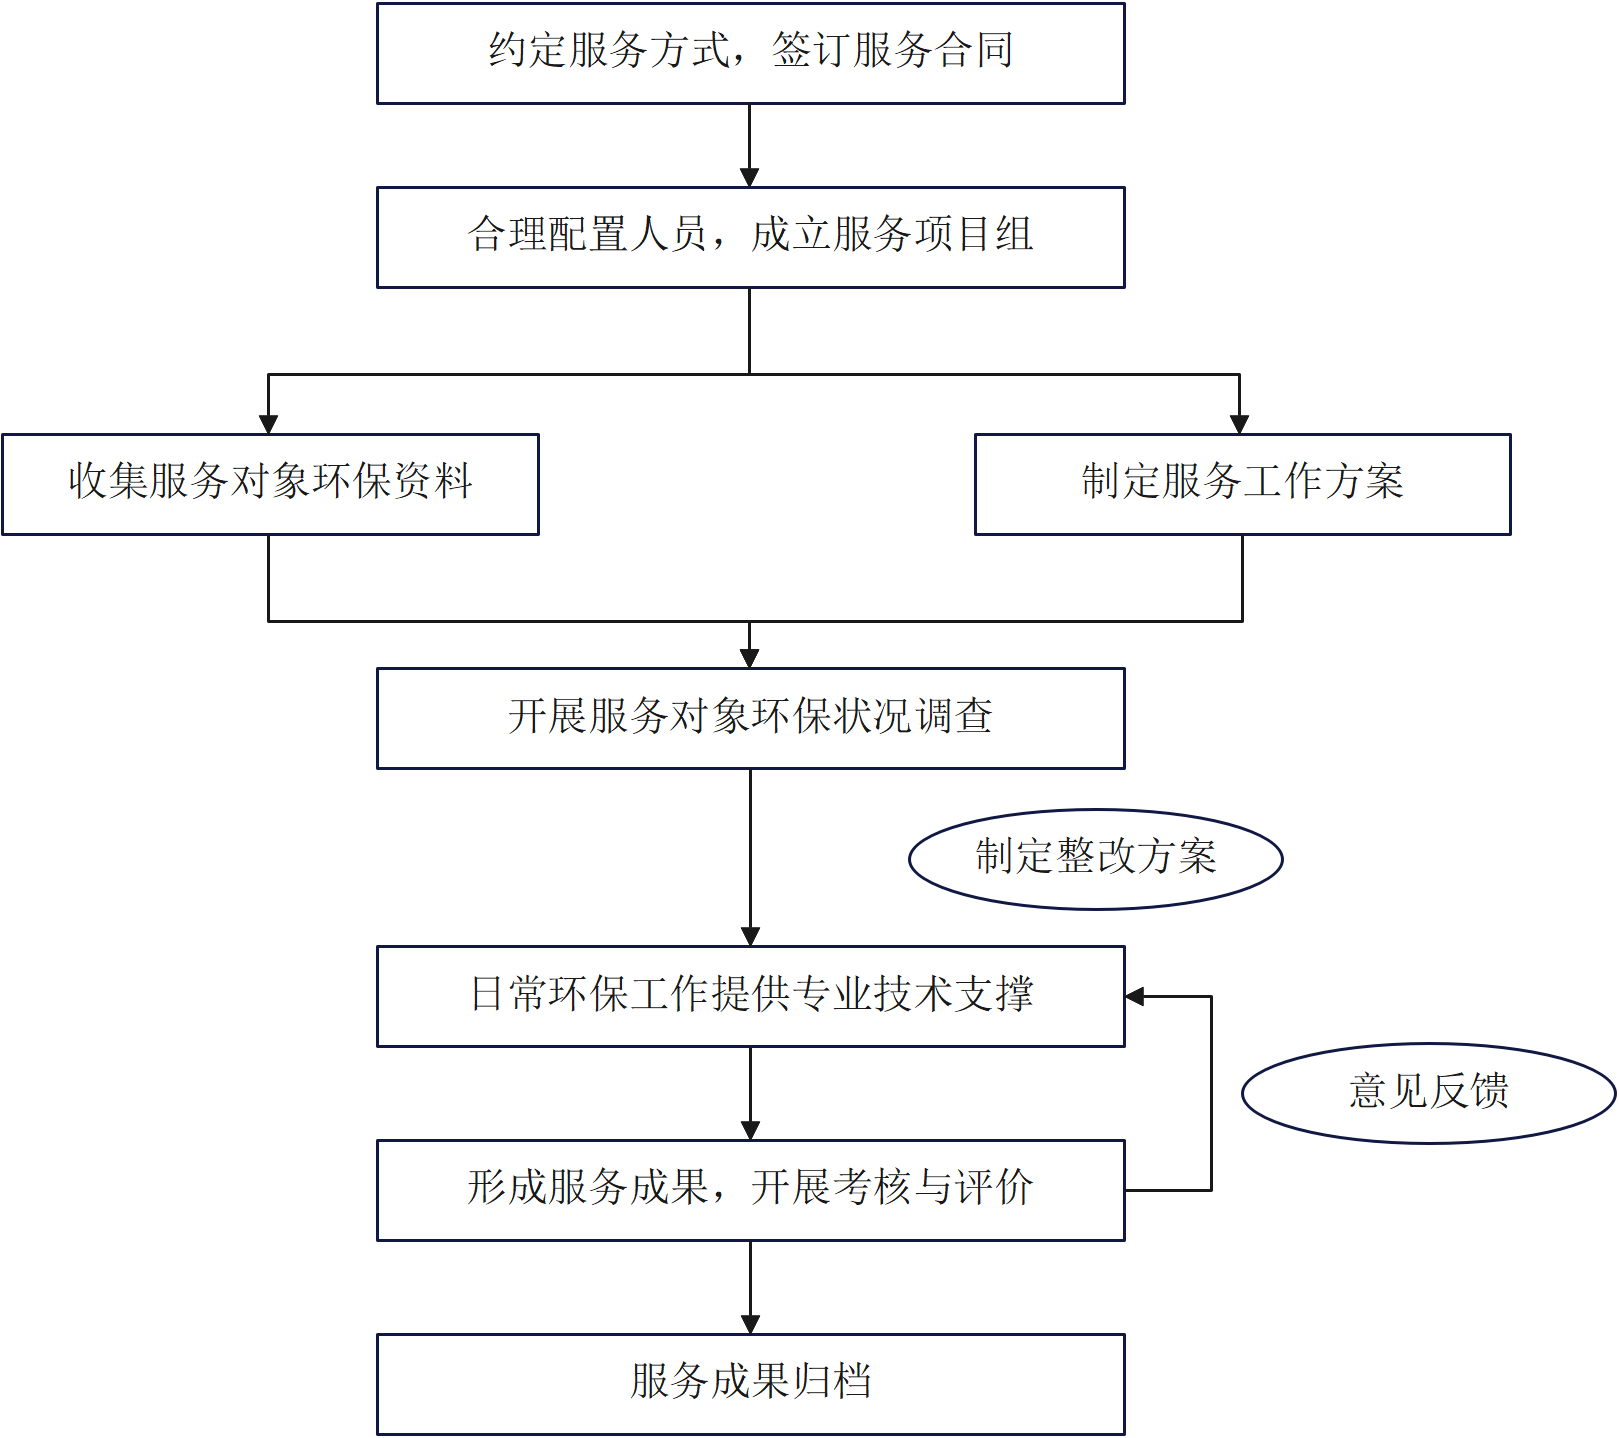 约定服务方式，签订服务合同
合理配置人员，成立服务项目组
收集服务对象环保资料
制定服务工作方案
开展服务对象环保状况调查
制定整改方案
日常环保工作提供专业技术支撑
意见反馈
形成服务成果，开展考核与评价
服务成果归档